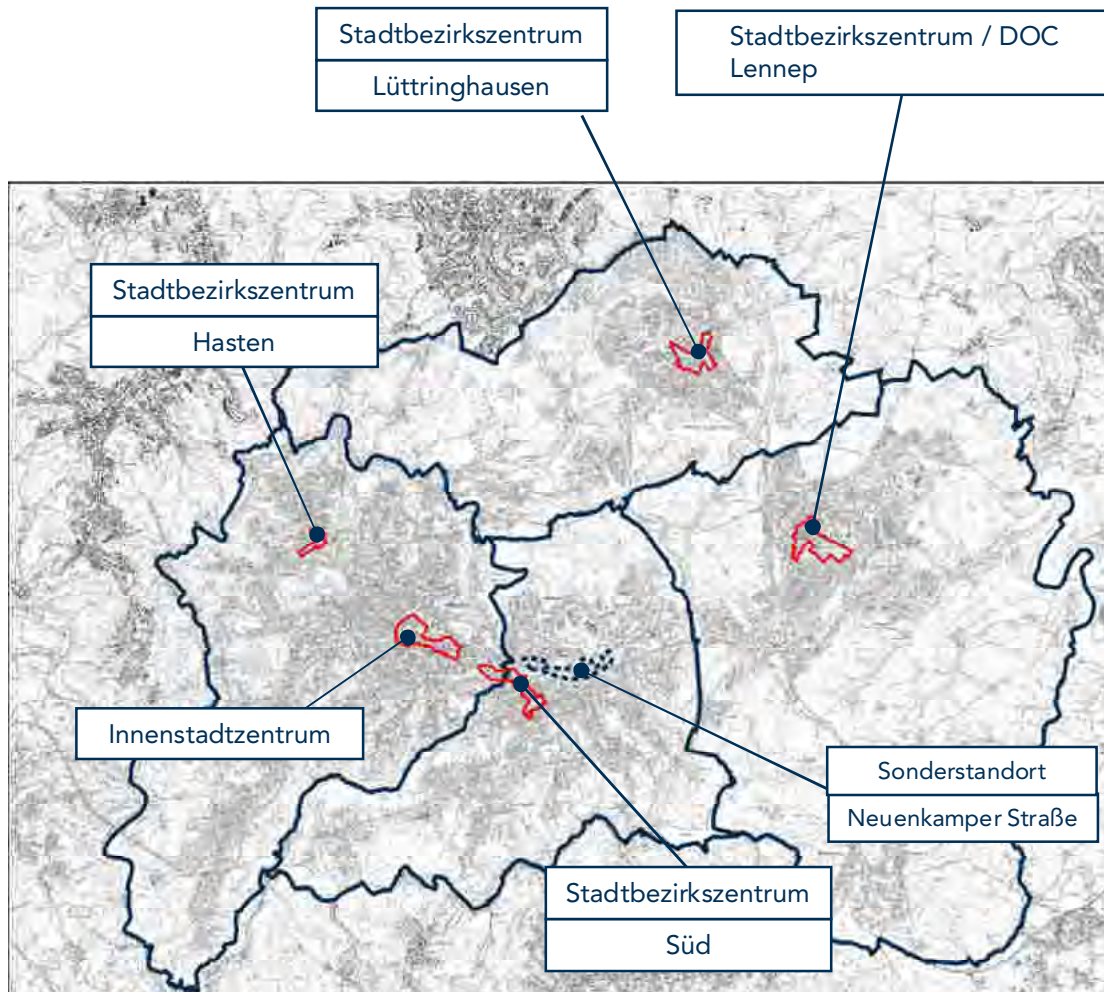 Stadtbezirkszentrum
Lüttringhausen
Stadtbezirkszentrum / DOC
Lennep
Stadtbezirkszentrum
Hasten
Innenstadtzentrum
Sonderstandort
Neuenkamper Straße
Stadtbezirkszentrum
Süd